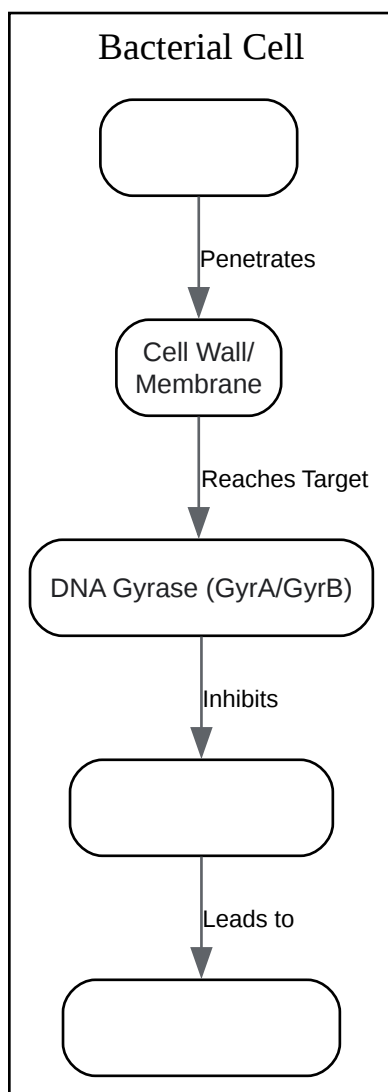 Bacterial Cell
Penetrates
Cell Wall/
Membrane
Reaches Target
DNA Gyrase (GyrA/GyrB)
Inhibits
Leads to